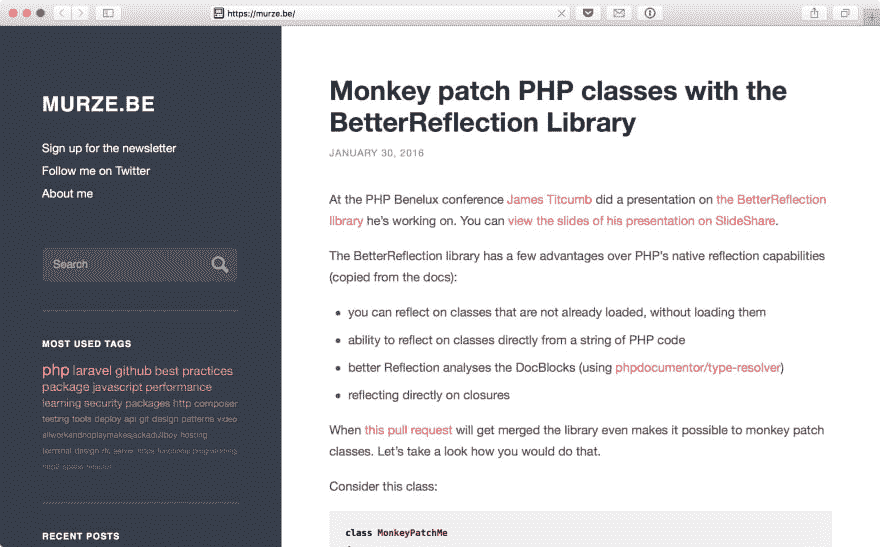 https://murze.be/
MURZE.BE
Sign up for the newsletter
Follow me on Twitter
About me
Search
MOST USED TAGS
php laravel github best practices
package javascript performance
learning security packages http composer
testing tools deploy api git design patterns video
allworkandnoplaymakesjackadullboy hosting
terminal design rfc server https functional programming
RECENT POSTS
Monkey patch PHP classes with the
BetterReflection Library
JANUARY 30, 2016
At the PHP Benelux conference James Titcumb did a presentation on the BetterReflection
library he's working on. You can view the slides of his presentation on SlideShare.
The BetterReflection library has a few advantages over PHP's native reflection capabilities
(copied from the docs):
• you can reflect on classes that are not already loaded, without loading them
• ability to reflect on classes directly from a string of PHP code
• better Reflection analyses the DocBlocks (using phpdocumentor/type-resolver)
• reflecting directly on closures
When this pull request will get merged the library even makes it possible to monkey patch
classes. Let's take a look how you would do that.
Consider this class:
class MonkeyPatchMe